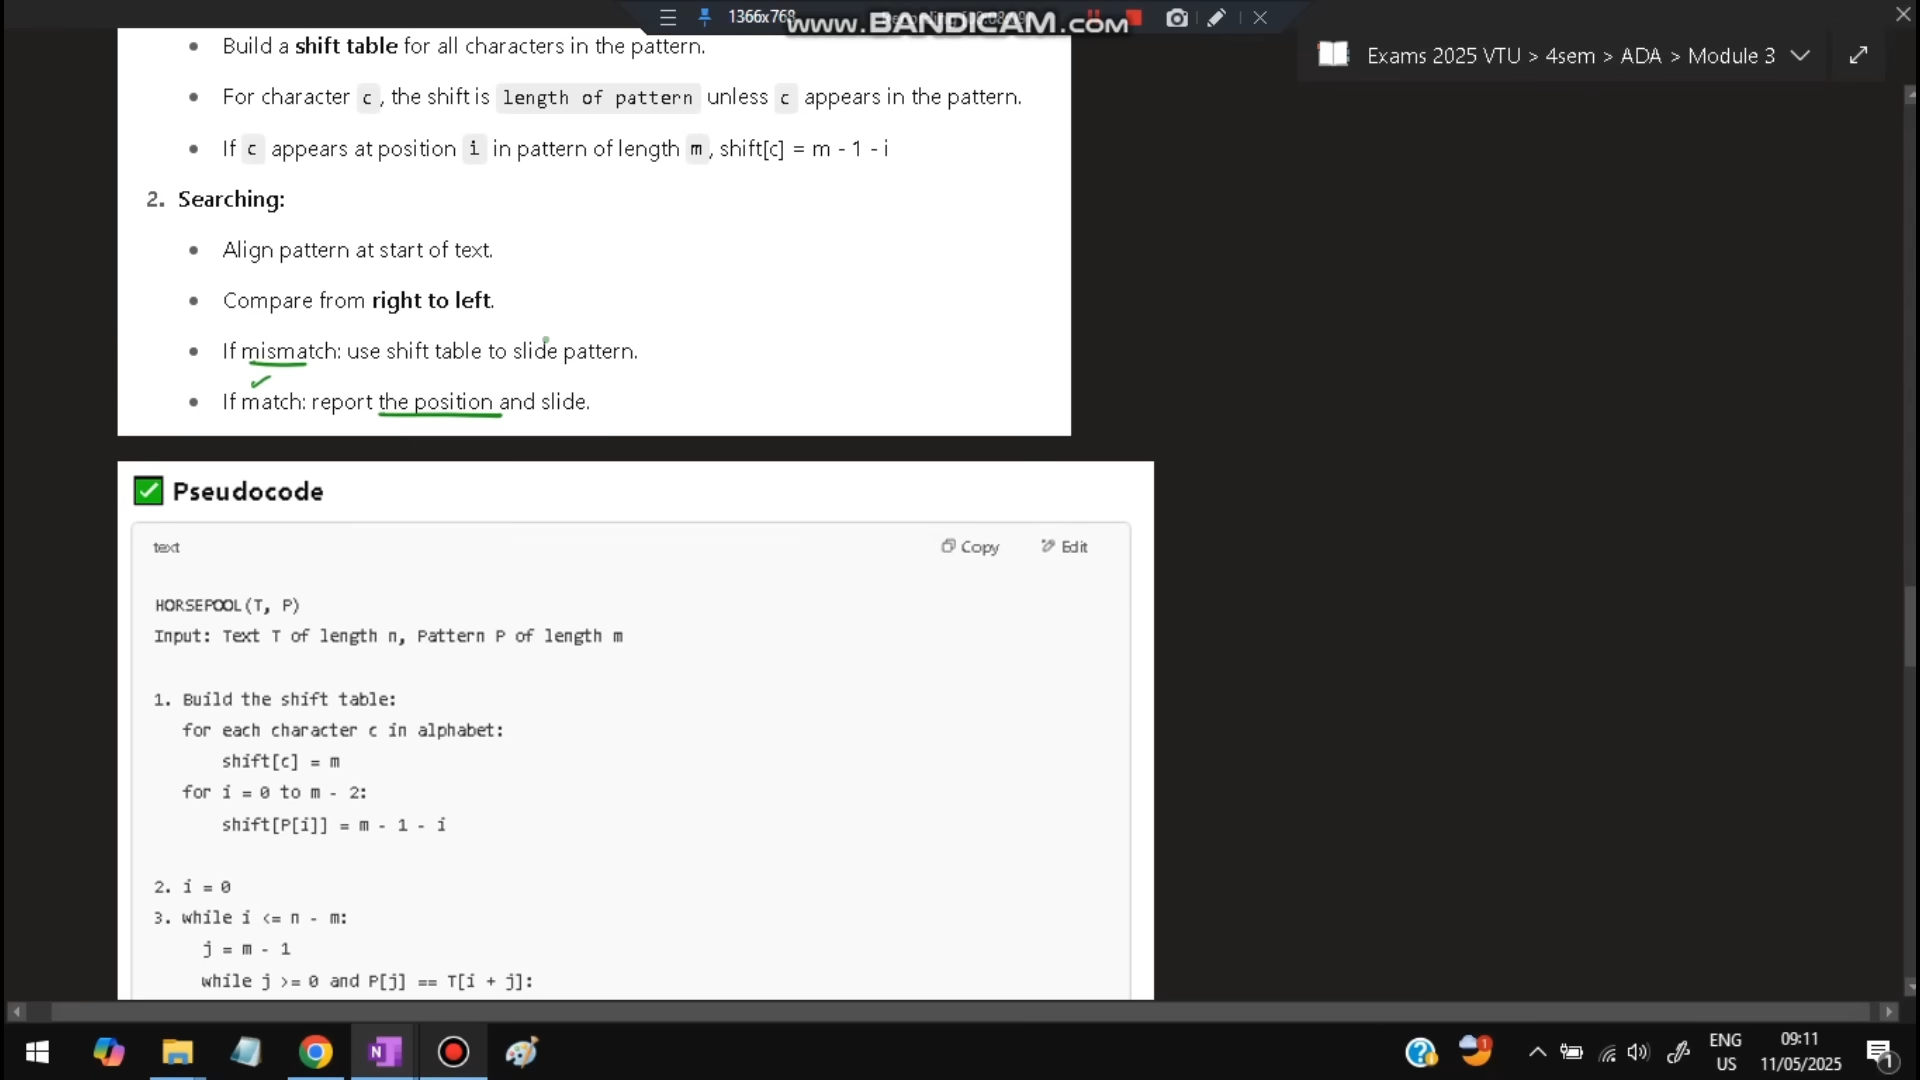 1366x768
www.BANDICAM.com
Exams 2025 VTU > 4sem > ADA > Module 3
Build a shift table for all characters in the pattern.
For character c, the shift is length of pattern unless c appears in the pattern.
If c appears at position i in pattern of length m, shift[c] = m - 1 - i
2. Searching:
Align pattern at start of text.
Compare from right to left.
If mismatch: use shift table to slide pattern.
If match: report the position and slide.
Pseudocode
text
Copy
Edit
HORSEPOOL(T, P)
Input: Text T of length n, Pattern P of length m
1. Build the shift table:
for each character c in alphabet:
shift[c] = m
for i = 0 to m - 2:
shift[P[i]] = m - 1 - i
2. i = 0
3. while i <= n - m:
j = m - 1
while j >= 0 and P[j] == T[i + j]:
N
1
ENG
US
09:11
11/05/2025
1